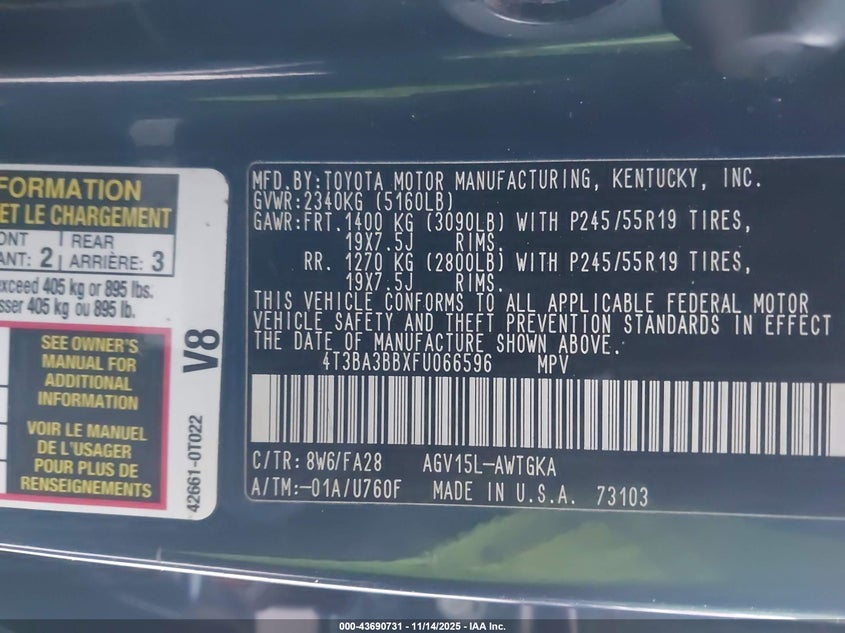 FORMATION
ET LE CHARGEMENT
ONT
ANT: 2
REAR
ARRIÈRE: 3
exceed 405 kg or 895 lbs.
sser 405 kg ou 895 lb.
SEE OWNER'S
MANUAL FOR
ADDITIONAL
INFORMATION
VOIR LE MANUEL
DE L'USAGER
POUR PLUS DE
RENSEIGNEMENTS
V8
42661-0T022
MFD.BY:TOYOTA MOTOR MANUFACTURING, KENTUCKY, INC.
GVWR:2340KG (5160LB)
GAWR:FRT.1400 KG (3090LB) WITH P245/55R19 TIRES,
19X7.5J RIMS.
RR. 1270 KG (2800LB) WITH P245/55R19 TIRES,
19X7.5J RIMS.
THIS VEHICLE CONFORMS TO ALL APPLICABLE FEDERAL MOTOR
VEHICLE SAFETY AND THEFT PREVENTION STANDARDS IN EFFECT
THE DATE OF MANUFACTURE SHOWN ABOVE.
4T3BA3BBXFU066596 MPV
C/TR: 8W6/FA28 AGV15L-AWTGKA
A/TM:-01A/U760F MADE IN U.S.A. 73103
000-43690731 - 11/14/2025 - IAA Inc.